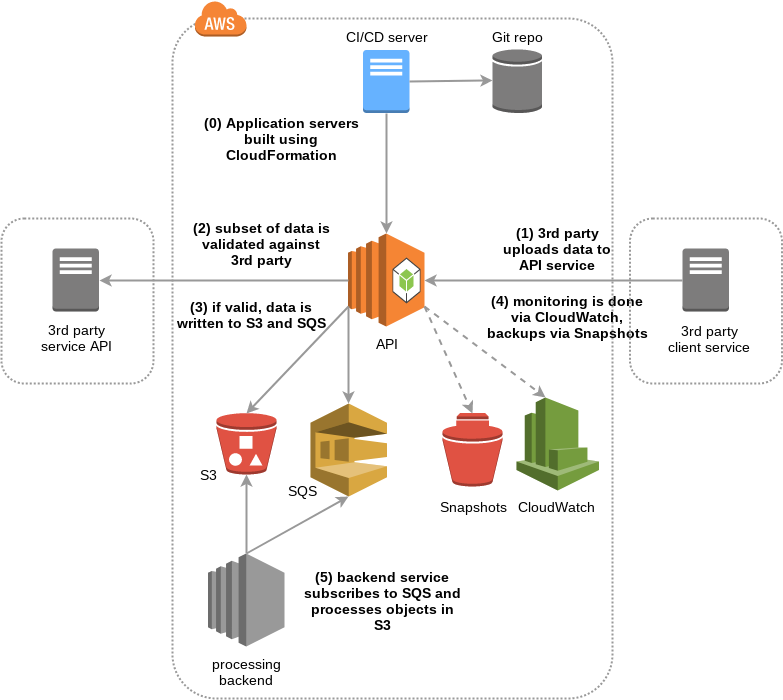 AWS
CI/CD server
Git repo
(0) Application servers
built using
CloudFormation
(2) subset of data is
validated against
3rd party
(1) 3rd party
uploads data to
API service
(3) if valid, data is
written to S3 and SQS
(4) monitoring is done
via CloudWatch,
backups via Snapshots
3rd party
service API
API
3rd party
client service
S3
SQS
Snapshots
CloudWatch
(5) backend service
subscribes to SQS and
processes objects in
S3
processing
backend